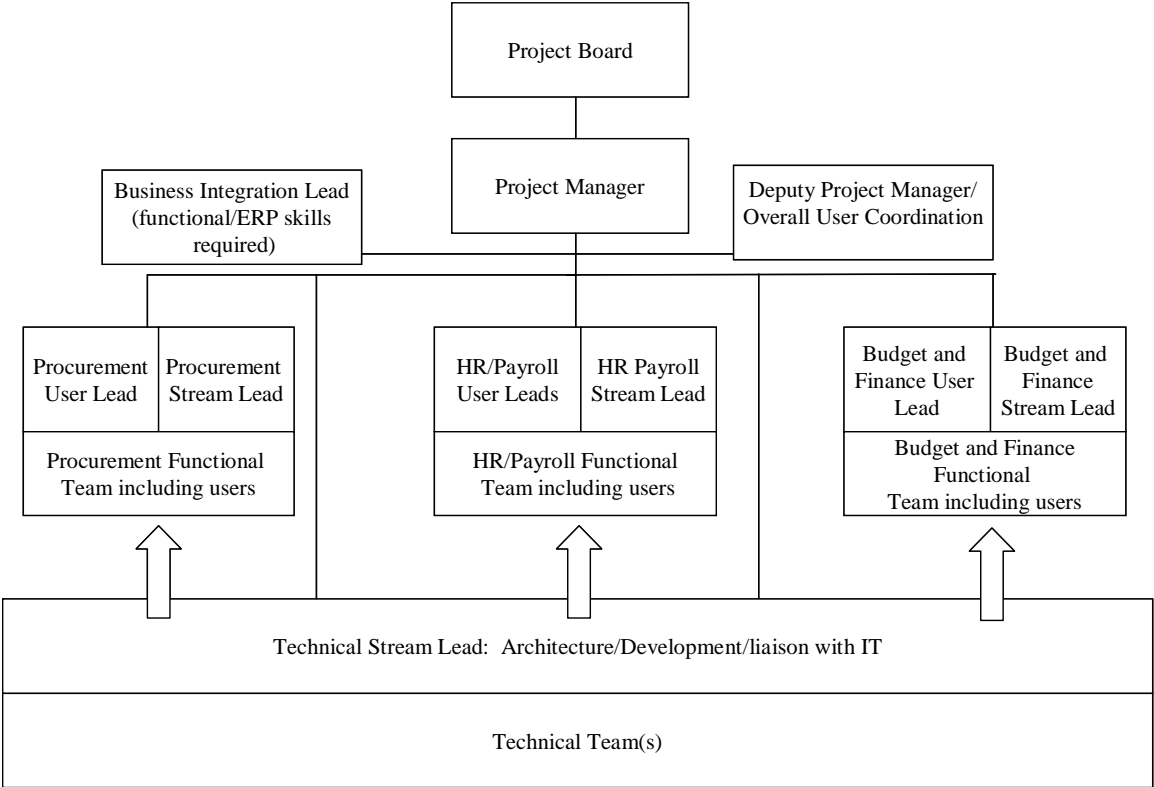 Project Board
Project Manager
Business Integration Lead
(functional/ERP skills
required)
Deputy Project Manager/
Overall User Coordination
Procurement
User Lead
Procurement
Stream Lead
Procurement Functional
Team including users
HR/Payroll
User Leads
HR Payroll
Stream Lead
HR/Payroll Functional
Team including users
Budget and
Finance User
Lead
Budget and
Finance
Stream Lead
Budget and Finance
Functional
Team including users
Technical Stream Lead:  Architecture/Development/liaison with IT
Technical Team(s)